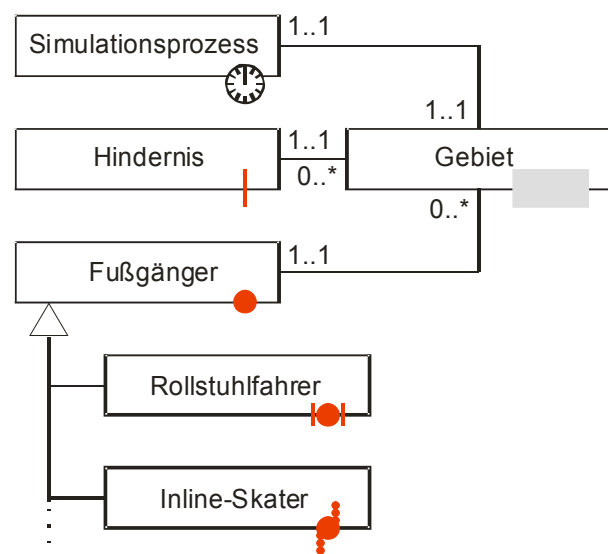 Simulationsprozess
1..1
1..1
Hindernis
1..1
0..*
Gebiet
0..*
Fußgänger
1..1
Rollstuhlfahrer
Inline-Skater